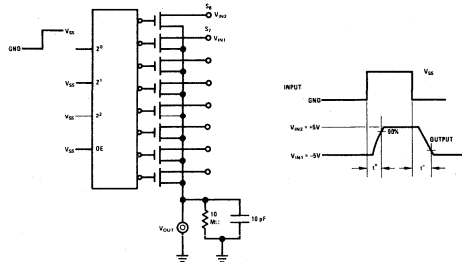 S₈
VIN2
VSS
GND
2⁰
S₇
VIN1
VSS
2¹
VSS
2²
VSS
OE
10
MΩ
10 pF
VOUT
INPUT
VSS
GND
VIN2 = +5V
90%
OUTPUT
VIN1 = -5V
t⁺
t⁻